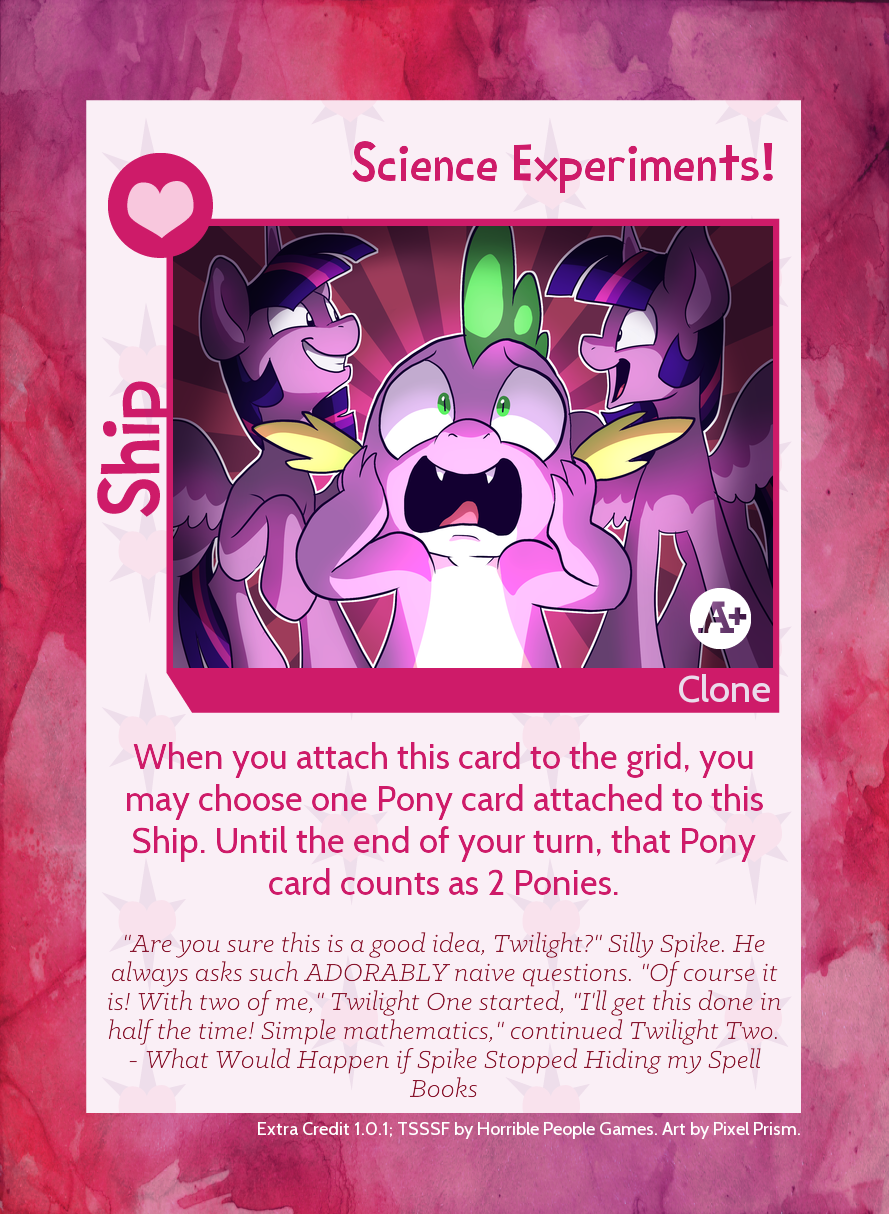 Science Experiments!
Ship
A+
Clone
When you attach this card to the grid, you
may choose one Pony card attached to this
Ship. Until the end of your turn, that Pony
card counts as 2 Ponies.
"Are you sure this is a good idea, Twilight?" Silly Spike. He
always asks such ADORABLY naive questions. "Of course it
is! With two of me," Twilight One started, "I'll get this done in
half the time! Simple mathematics," continued Twilight Two.
- What Would Happen if Spike Stopped Hiding my Spell
Books
Extra Credit 1.0.1; TSSSF by Horrible People Games. Art by Pixel Prism.